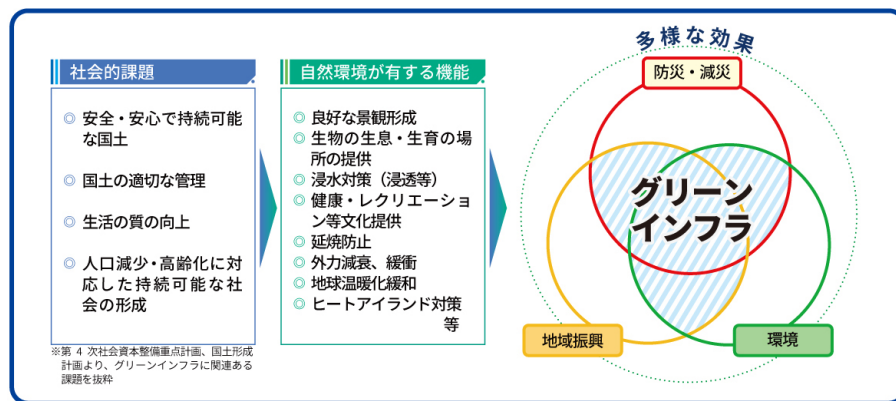 社会的課題
◎ 安全・安心で持続可能
な国土
◎ 国土の適切な管理
◎ 生活の質の向上
◎ 人口減少・高齢化に対
応した持続可能な社
会の形成
※第 4 次社会資本整備重点計画、国土形成
計画より、グリーンインフラに関連ある
課題を抜粋
自然環境が有する機能
◎ 良好な景観形成
◎ 生物の生息・生育の場
所の提供
◎ 浸水対策（浸透等）
◎ 健康・レクリエーショ
ン等文化提供
◎ 延焼防止
◎ 外力減衰、緩衝
◎ 地球温暖化緩和
◎ ヒートアイランド対策
等
多様な効果
防災・減災
グリーン
インフラ
地域振興
環境